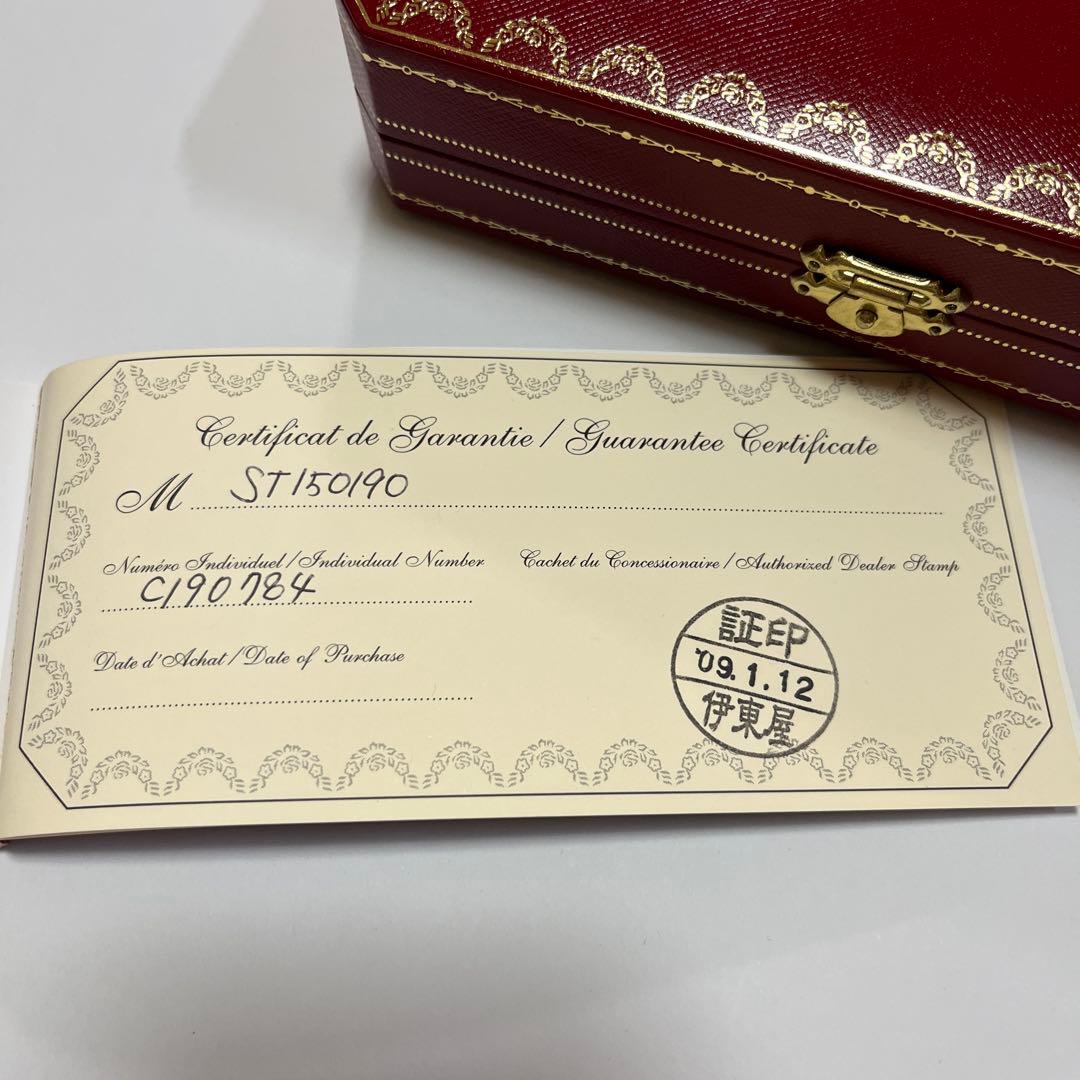 Certificat de Garantie / Guarantee Certificate
M ST150190
Numéro Individuel / Individual Number
C190784
Cachet du Concessionaire / Authorized Dealer Stamp
Date d'Achat / Date of Purchase
証印
'09.1.12
伊東屋